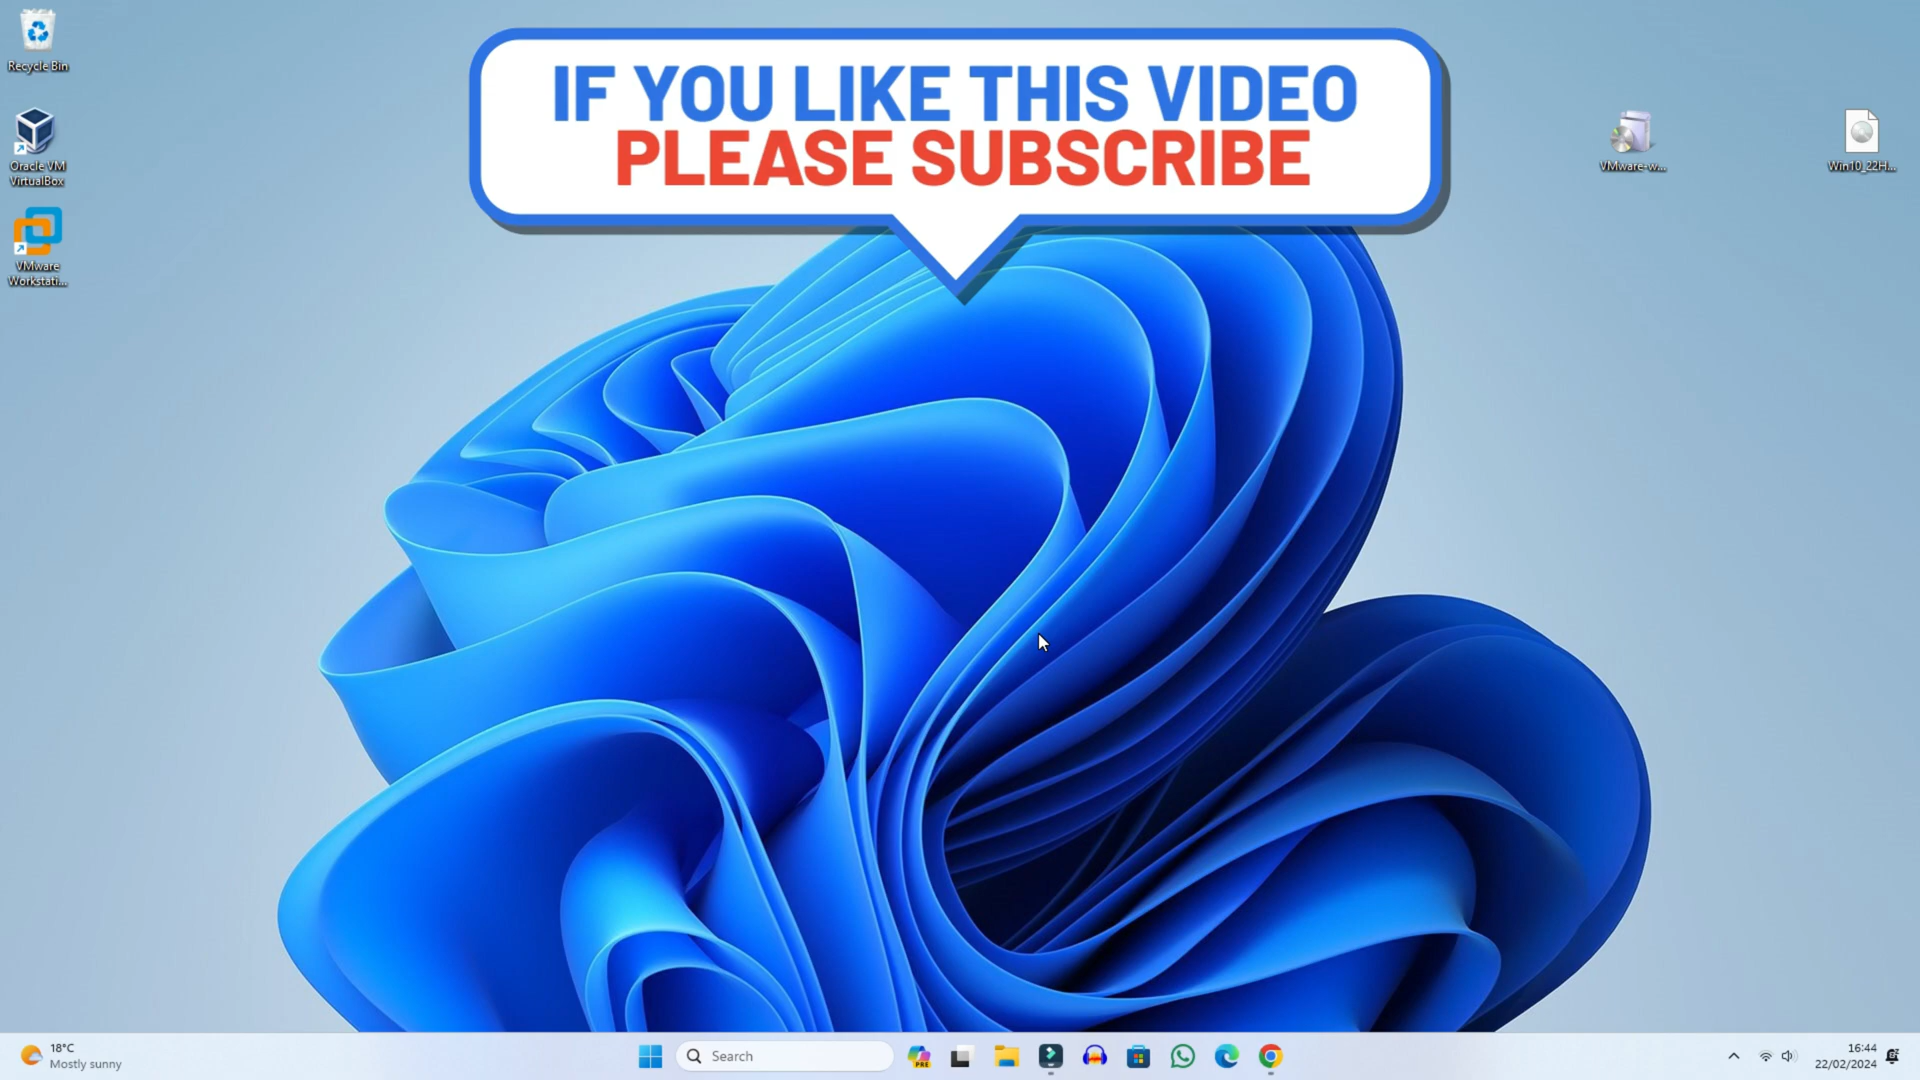 IF YOU LIKE THIS VIDEO
PLEASE SUBSCRIBE
Recycle Bin
Oracle VM
VirtualBox
VMware
Workstati...
VMware-w...
Win10_22H...
18°C
Mostly sunny
Search
PRE
16:44
22/02/2024